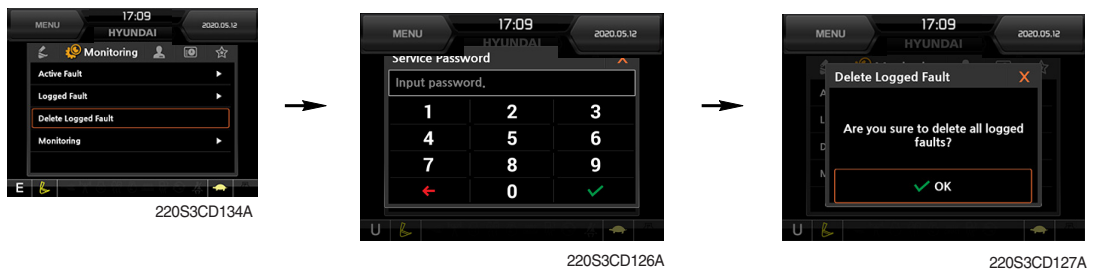 MENU
17:09
HYUNDAI
2020.05.12
Monitoring
Active Fault
Logged Fault
Delete Logged Fault
Monitoring
E
220S3CD134A
MENU
17:09
HYUNDAI
2020.05.12
Service Password
X
Input password.
1 2 3
4 5 6
7 8 9
0
U
220S3CD126A
MENU
17:09
HYUNDAI
2020.05.12
Delete Logged Fault
X
A
L
D
M
Are you sure to delete all logged
faults?
OK
U
220S3CD127A